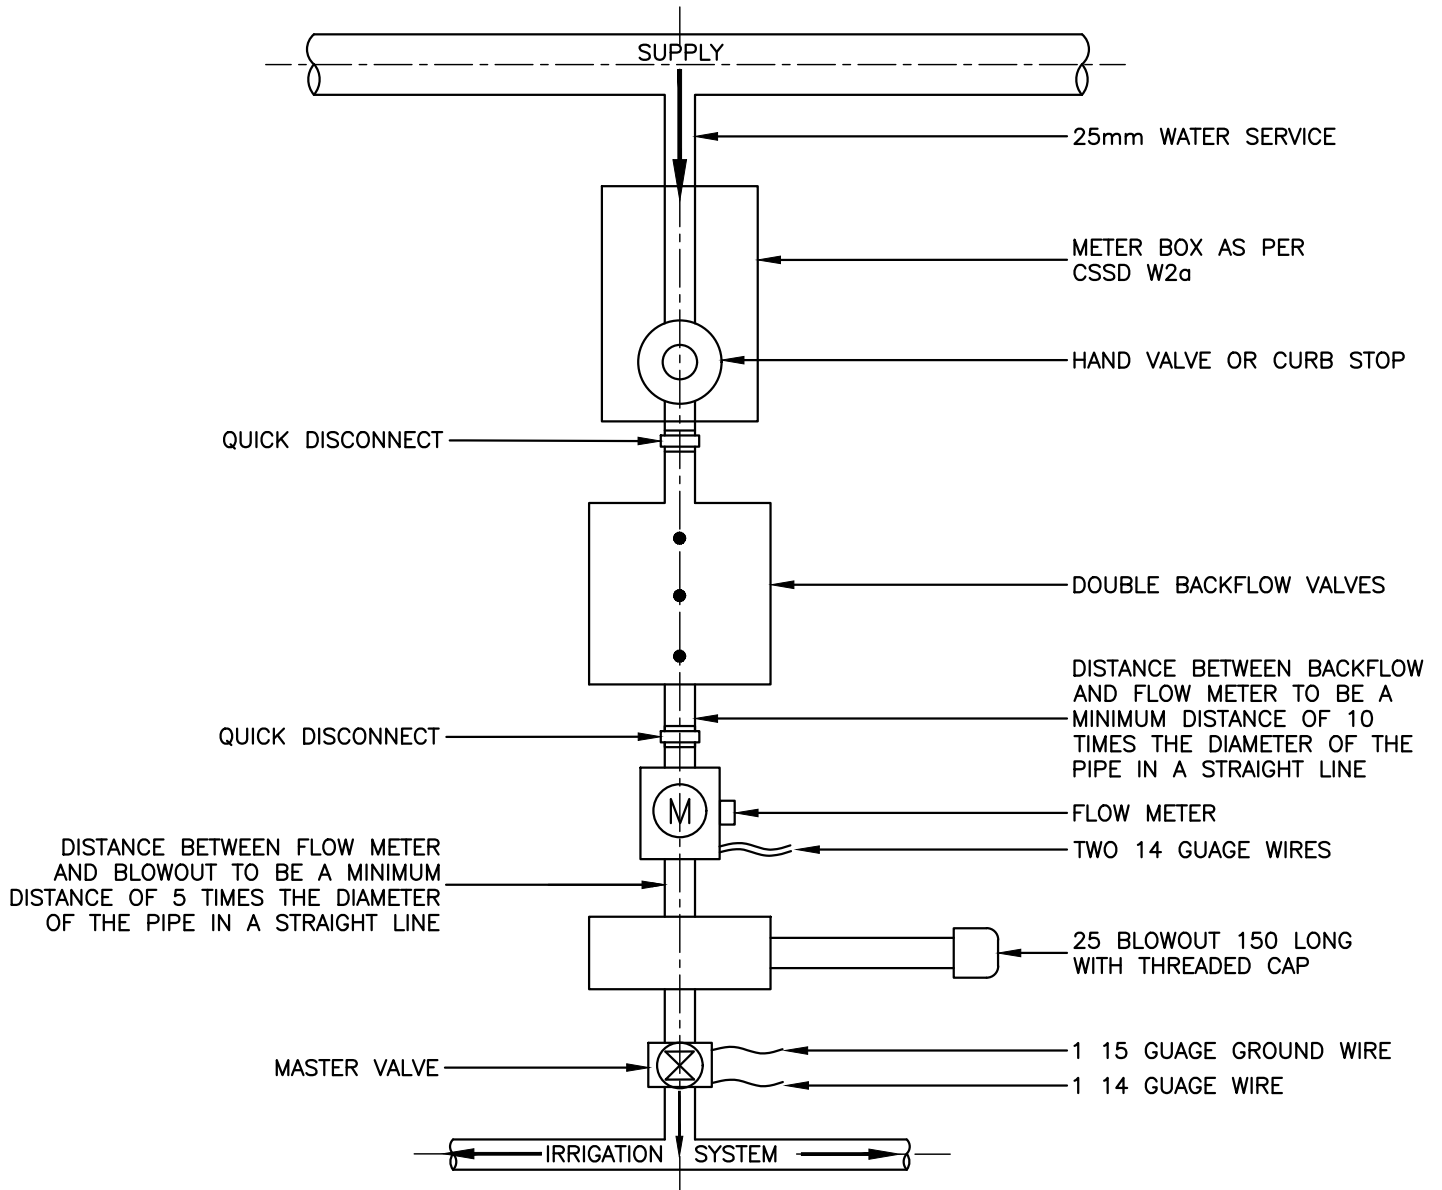 SUPPLY
25mm WATER SERVICE
METER BOX AS PER
CSSD W2a
HAND VALVE OR CURB STOP
QUICK DISCONNECT
DOUBLE BACKFLOW VALVES
DISTANCE BETWEEN BACKFLOW
AND FLOW METER TO BE A
MINIMUM DISTANCE OF 10
TIMES THE DIAMETER OF THE
PIPE IN A STRAIGHT LINE
QUICK DISCONNECT
M
FLOW METER
TWO 14 GUAGE WIRES
DISTANCE BETWEEN FLOW METER
AND BLOWOUT TO BE A MINIMUM
DISTANCE OF 5 TIMES THE DIAMETER
OF THE PIPE IN A STRAIGHT LINE
25 BLOWOUT 150 LONG
WITH THREADED CAP
MASTER VALVE
1 15 GUAGE GROUND WIRE
1 14 GUAGE WIRE
IRRIGATION SYSTEM